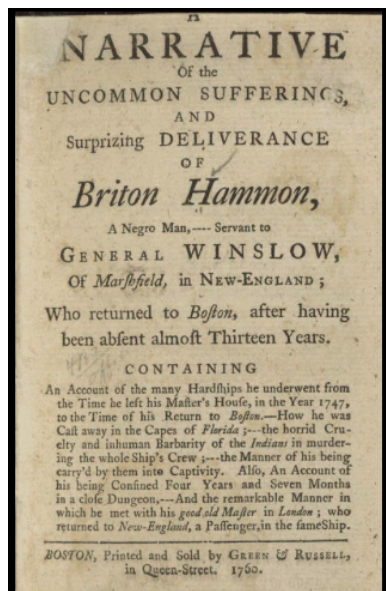 A
NARRATIVE
Of the
UNCOMMON SUFFERINGS,
AND
Surprizing DELIVERANCE
OF
Briton Hammon,
A Negro Man,---- Servant to
GENERAL WINSLOW,
Of Marſhfield, in NEW-ENGLAND ;
Who returned to Boſton, after having
been abſent almoſt Thirteen Years.
CONTAINING
An Account of the many Hardſhips he underwent from
the Time he left his Maſter's Houſe, in the Year 1747,
to the Time of his Return to Boſton.—How he was
Caſt away in the Capes of Florida ;---the horrid Cru-
elty and inhuman Barbarity of the Indians in murder-
ing the whole Ship's Crew ;---the Manner of his being
carry'd by them into Captivity. Alſo, An Account of
his being Confined Four Years and Seven Months
in a cloſe Dungeon,---And the remarkable Manner in
which he met with his good old Maſter in London ; who
returned to New-England, a Paſſenger, in the ſameShip.
BOSTON, Printed and Sold by GREEN & RUSSELL,
in Queen-Street. 1760.